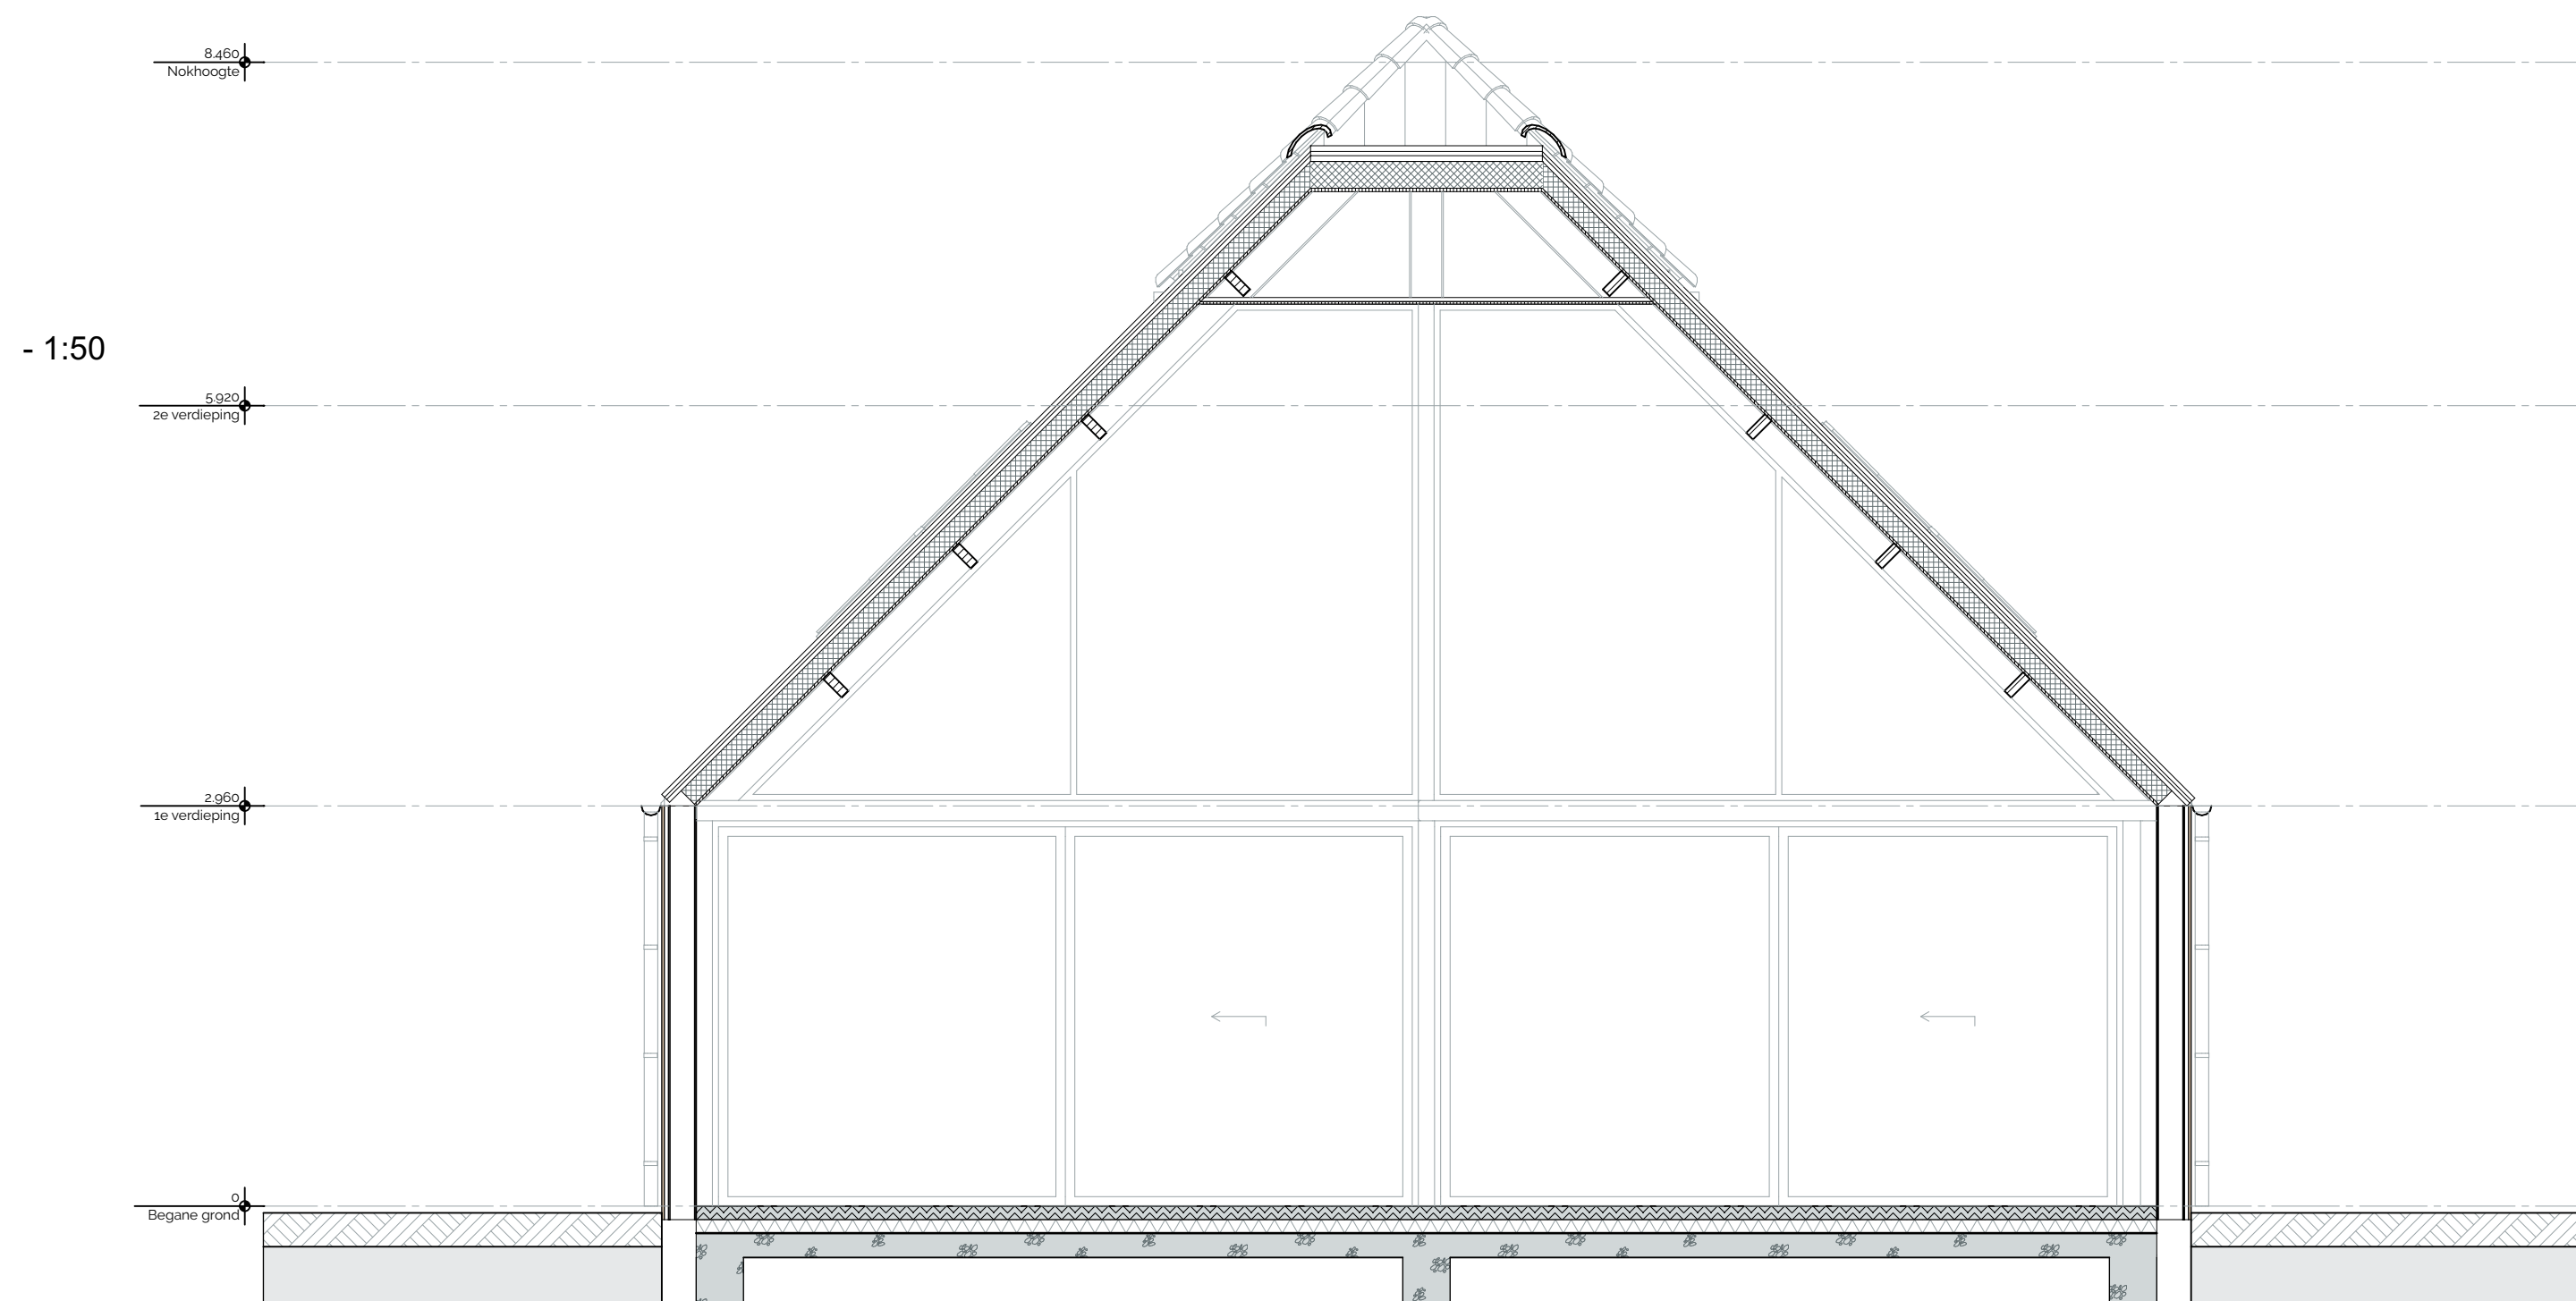 8.460
Nokhoogte
- 1:50
5.920
2e verdieping
2.960
1e verdieping
0
Begane grond